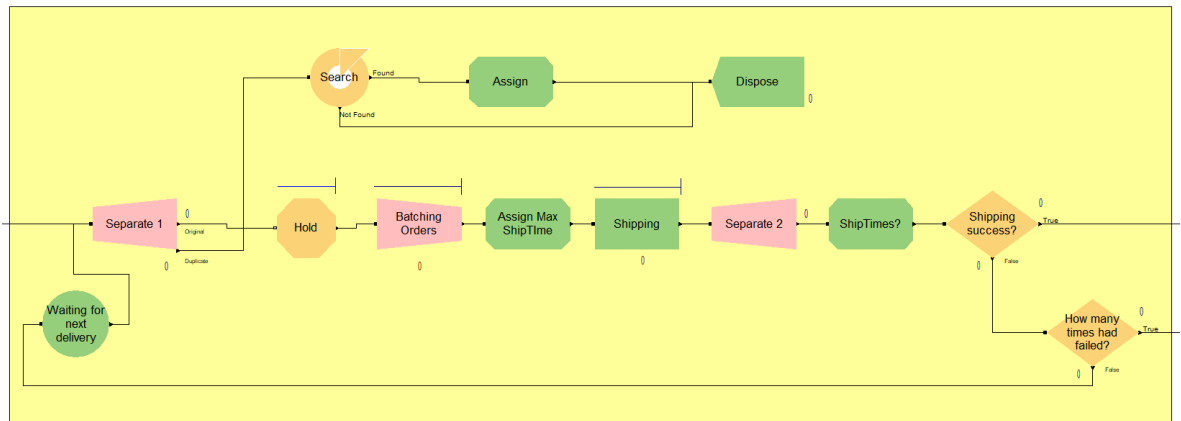 Search
Found
Not Found
Assign
Dispose
0
Separate 1
0
Original
0
Duplicate
Hold
Batching
Orders
0
Assign Max
ShipTIme
Shipping
0
Separate 2
0
ShipTimes?
Shipping
success?
0
True
0
False
Waiting for
next
delivery
How many
times had
failed?
0
True
0
False